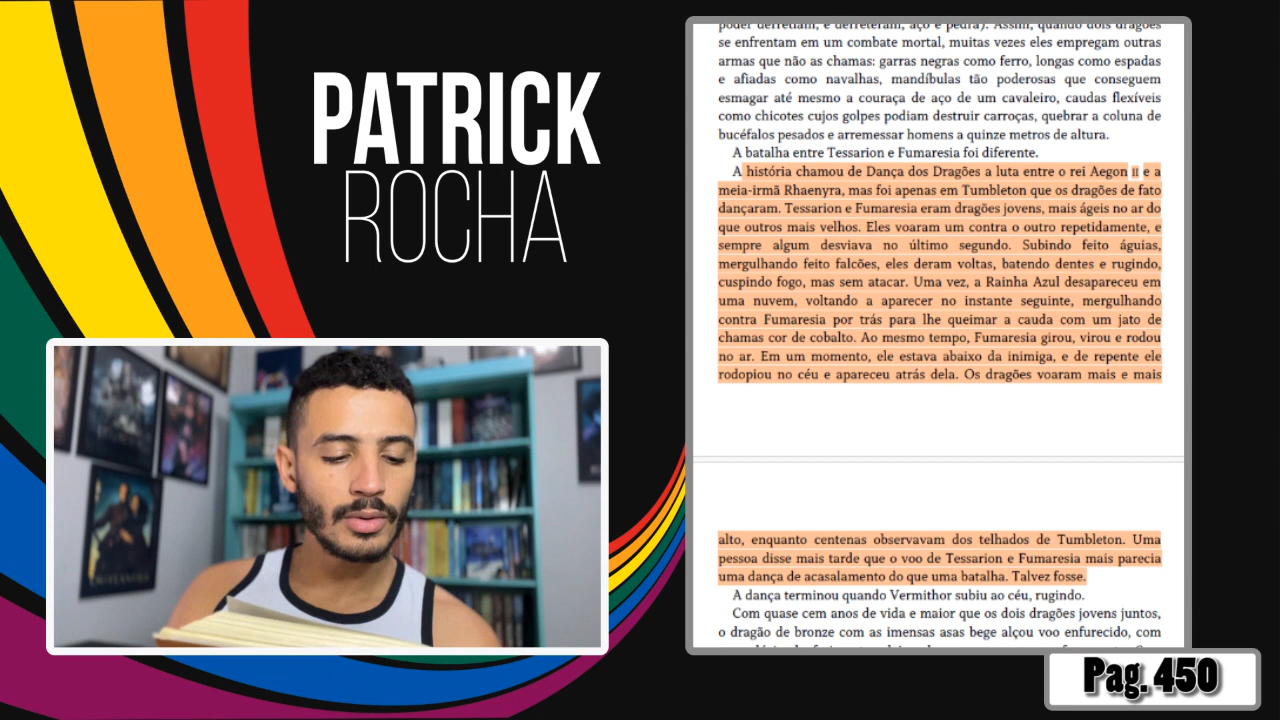 PATRICK
ROCHA
poder derretiam, e derreteram, aço e pedra). Assim, quando dois dragões
se enfrentam em um combate mortal, muitas vezes eles empregam outras
armas que não as chamas: garras negras como ferro, longas como espadas
e afiadas como navalhas, mandíbulas tão poderosas que conseguem
esmagar até mesmo a couraça de aço de um cavaleiro, caudas flexíveis
como chicotes cujos golpes podiam destruir carroças, quebrar a coluna de
bucéfalos pesados e arremessar homens a quinze metros de altura.
A batalha entre Tessarion e Fumaresia foi diferente.
A história chamou de Dança dos Dragões a luta entre o rei Aegon II e a
meia-irmã Rhaenyra, mas foi apenas em Tumbleton que os dragões de fato
dançaram. Tessarion e Fumaresia eram dragões jovens, mais ágeis no ar do
que outros mais velhos. Eles voaram um contra o outro repetidamente, e
sempre algum desviava no último segundo. Subindo feito águias,
mergulhando feito falcões, eles deram voltas, batendo dentes e rugindo,
cuspindo fogo, mas sem atacar. Uma vez, a Rainha Azul desapareceu em
uma nuvem, voltando a aparecer no instante seguinte, mergulhando
contra Fumaresia por trás para lhe queimar a cauda com um jato de
chamas cor de cobalto. Ao mesmo tempo, Fumaresia girou, virou e rodou
no ar. Em um momento, ele estava abaixo da inimiga, e de repente ele
rodopiou no céu e apareceu atrás dela. Os dragões voaram mais e mais
alto, enquanto centenas observavam dos telhados de Tumbleton. Uma
pessoa disse mais tarde que o voo de Tessarion e Fumaresia mais parecia
uma dança de acasalamento do que uma batalha. Talvez fosse.
A dança terminou quando Vermithor subiu ao céu, rugindo.
Com quase cem anos de vida e maior que os dois dragões jovens juntos,
o dragão de bronze com as imensas asas bege alçou voo enfurecido, com
Pag. 450